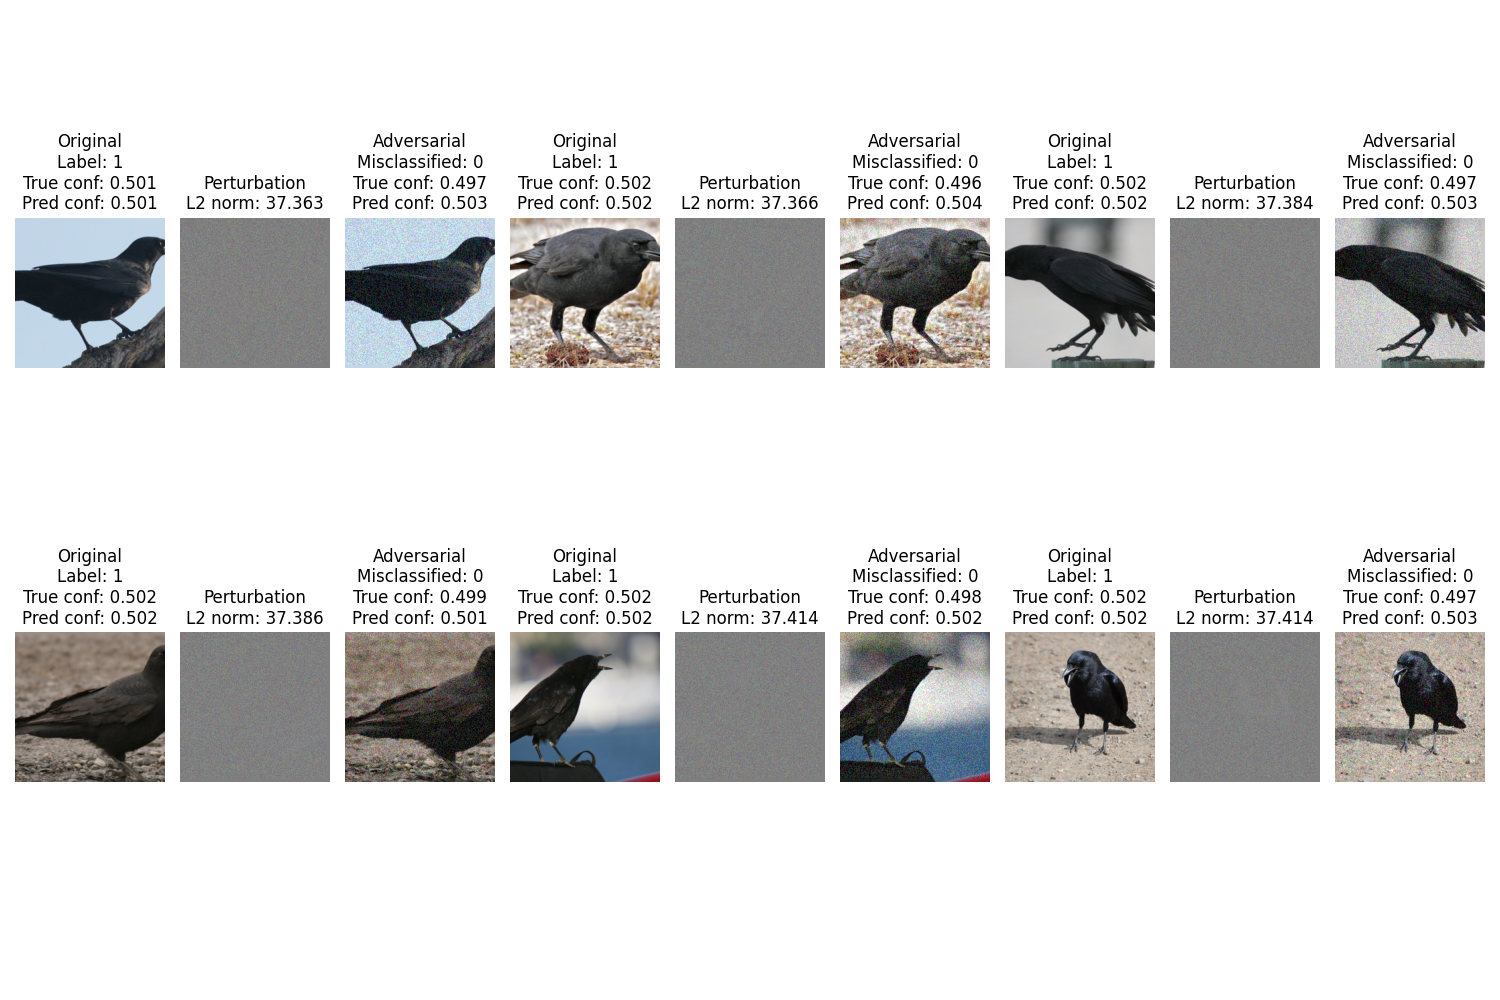 Original
Label: 1
True conf: 0.501
Pred conf: 0.501
Perturbation
L2 norm: 37.363
Adversarial
Misclassified: 0
True conf: 0.497
Pred conf: 0.503
Original
Label: 1
True conf: 0.502
Pred conf: 0.502
Perturbation
L2 norm: 37.366
Adversarial
Misclassified: 0
True conf: 0.496
Pred conf: 0.504
Original
Label: 1
True conf: 0.502
Pred conf: 0.502
Perturbation
L2 norm: 37.384
Adversarial
Misclassified: 0
True conf: 0.497
Pred conf: 0.503
Original
Label: 1
True conf: 0.502
Pred conf: 0.502
Perturbation
L2 norm: 37.386
Adversarial
Misclassified: 0
True conf: 0.499
Pred conf: 0.501
Original
Label: 1
True conf: 0.502
Pred conf: 0.502
Perturbation
L2 norm: 37.414
Adversarial
Misclassified: 0
True conf: 0.498
Pred conf: 0.502
Original
Label: 1
True conf: 0.502
Pred conf: 0.502
Perturbation
L2 norm: 37.414
Adversarial
Misclassified: 0
True conf: 0.497
Pred conf: 0.503